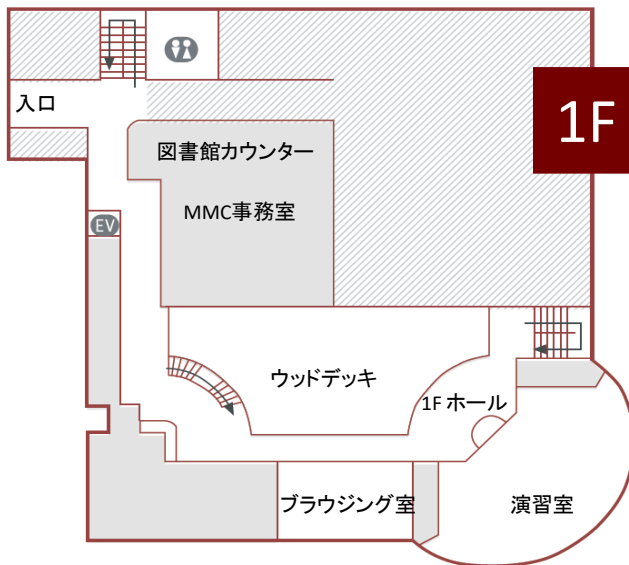 入口
1F
図書館カウンター
MMC事務室
EV
ウッドデッキ
1F ホール
ブラウジング室
演習室